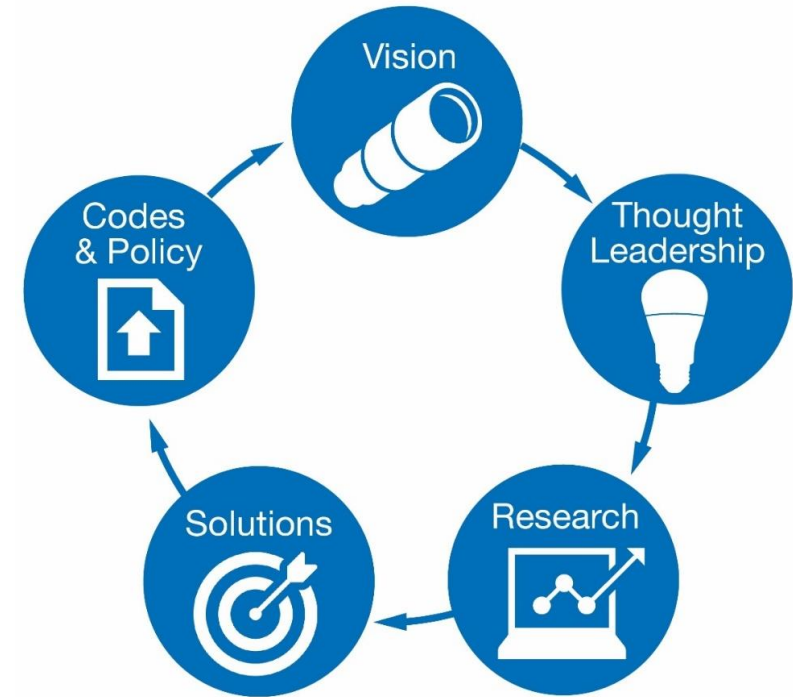 Vision
Thought
Leadership
Research
Solutions
Codes
& Policy